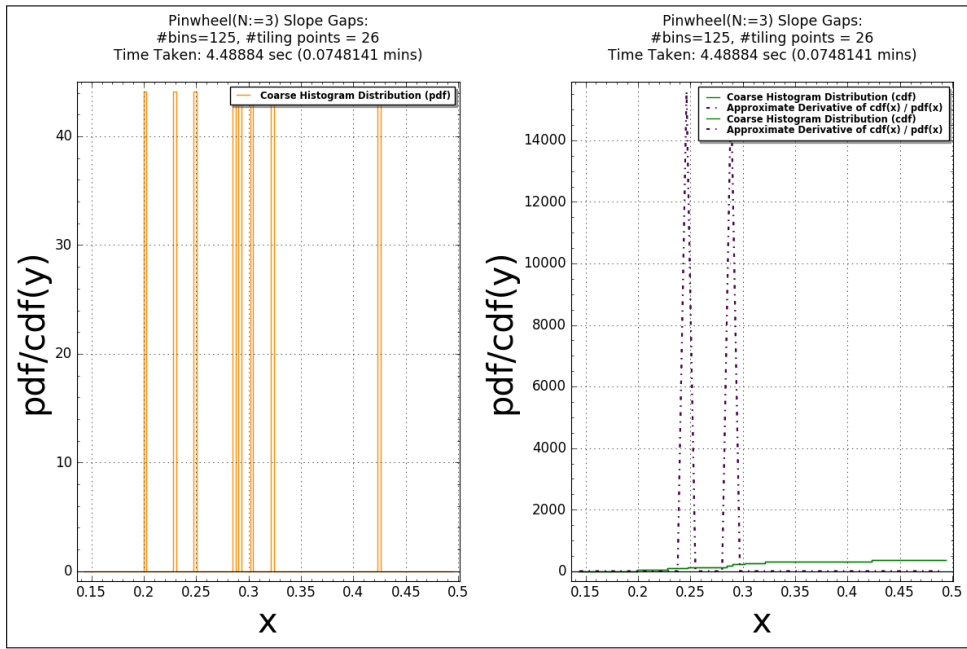 Pinwheel(N:=3) Slope Gaps:
#bins=125, #tiling points = 26
Time Taken: 4.48884 sec (0.0748141 mins)
Coarse Histogram Distribution (pdf)
40
30
20
10
0
0.15 0.2 0.25 0.3 0.35 0.4 0.45 0.5
pdf/cdf(y)
x
Pinwheel(N:=3) Slope Gaps:
#bins=125, #tiling points = 26
Time Taken: 4.48884 sec (0.0748141 mins)
Coarse Histogram Distribution (cdf)
Approximate Derivative of cdf(x) / pdf(x)
Coarse Histogram Distribution (cdf)
Approximate Derivative of cdf(x) / pdf(x)
14000
12000
10000
8000
6000
4000
2000
0
0.15 0.2 0.25 0.3 0.35 0.4 0.45 0.5
pdf/cdf(y)
x